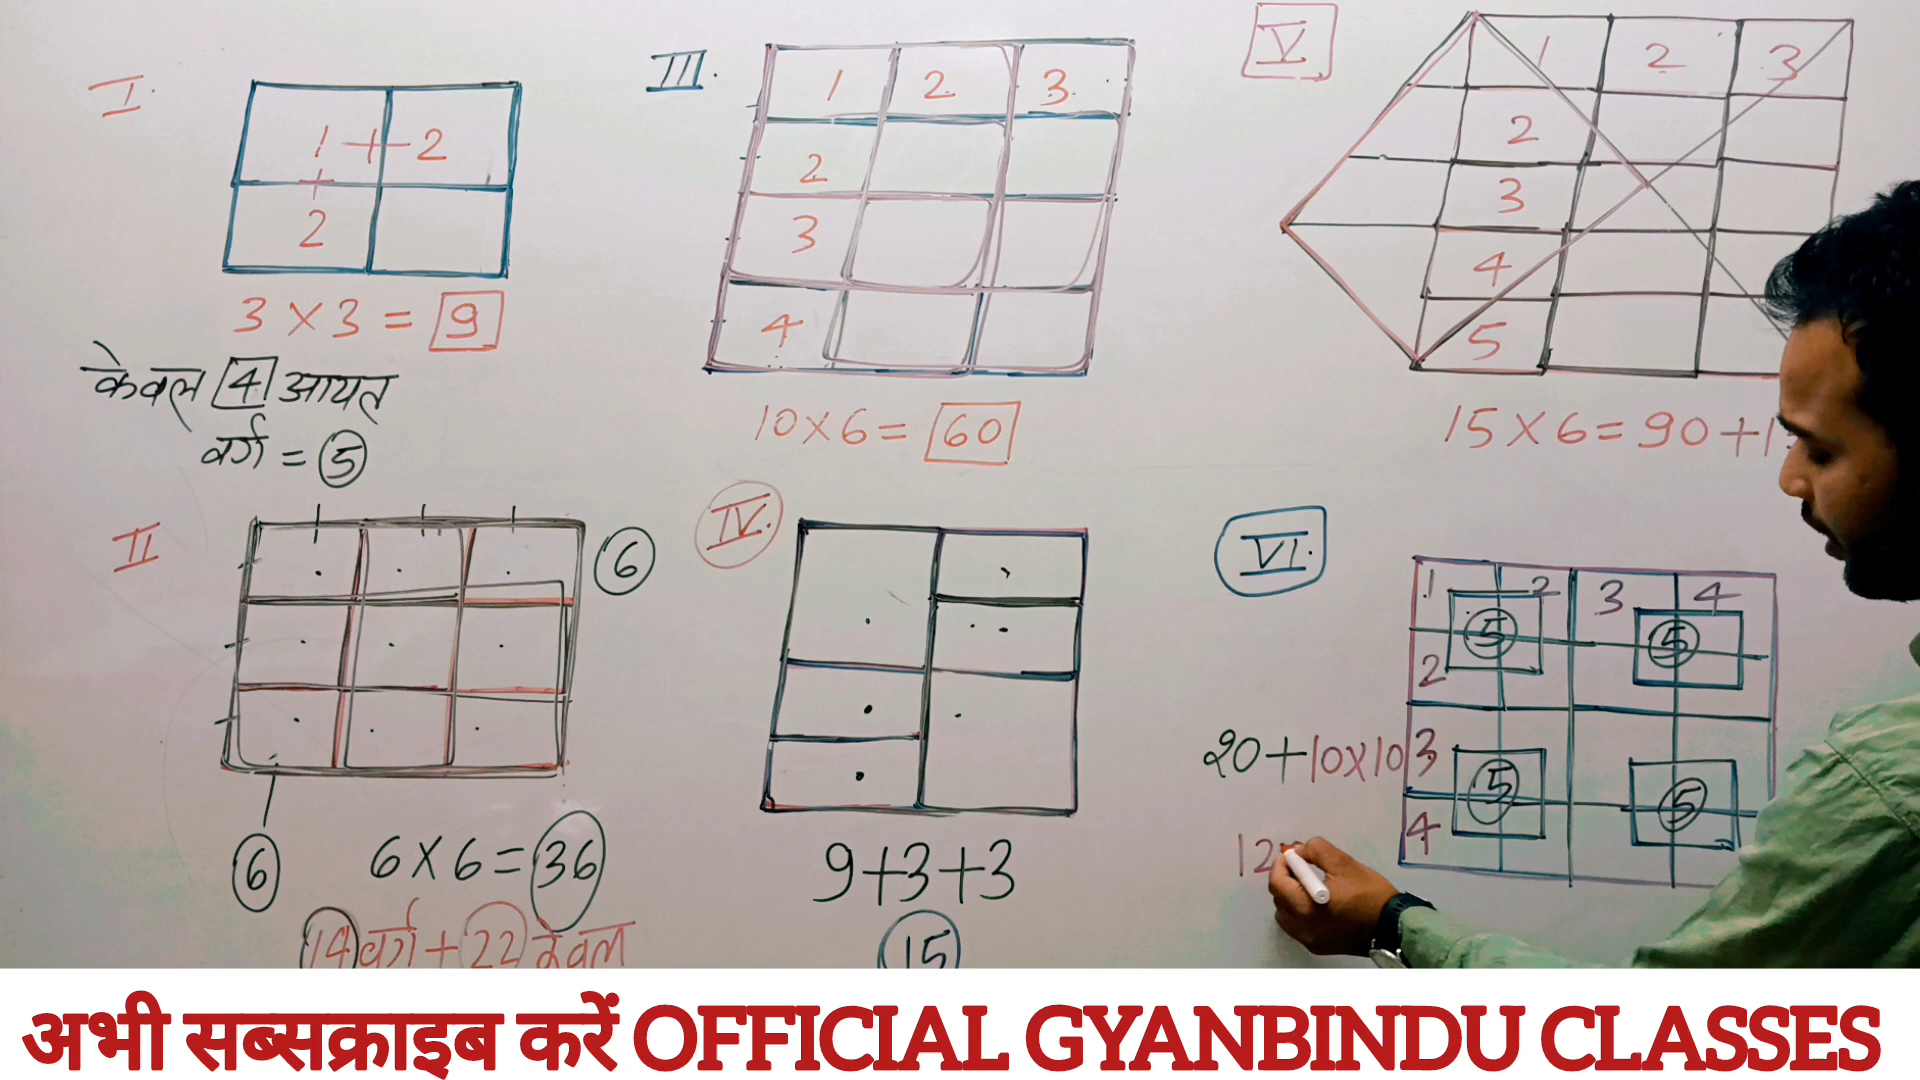 I.
1 + 2
+
2
3 × 3 = 9
केवल 4 आयत
वर्ग = 5
II
6
6
6 × 6 = 36
14 वर्ग + 22 केवल
III.
1 2 3
2
3
4
10 × 6 = 60
IV.
9+3+3
15
V.
1 2 3
2
3
4
5
15 × 6 = 90 + 1
VI.
1 2 3 4
5 5
2
3
5 5
4
20+10×10
12
अभी सब्सक्राइब करें OFFICIAL GYANBINDU CLASSES